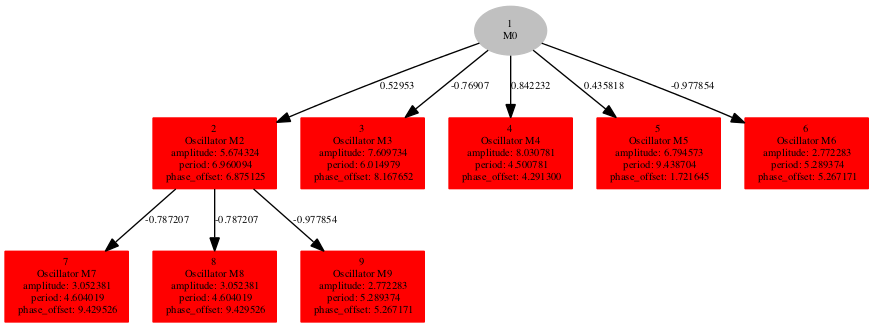 1
M0
0.52953
-0.76907
0.842232
0.435818
-0.977854
2
Oscillator M2
amplitude: 5.674324
period: 6.960094
phase_offset: 6.875125
3
Oscillator M3
amplitude: 7.609734
period: 6.014979
phase_offset: 8.167652
4
Oscillator M4
amplitude: 8.030781
period: 4.500781
phase_offset: 4.291300
5
Oscillator M5
amplitude: 6.794573
period: 9.438704
phase_offset: 1.721645
6
Oscillator M6
amplitude: 2.772283
period: 5.289374
phase_offset: 5.267171
-0.787207
-0.787207
-0.977854
7
Oscillator M7
amplitude: 3.052381
period: 4.604019
phase_offset: 9.429526
8
Oscillator M8
amplitude: 3.052381
period: 4.604019
phase_offset: 9.429526
9
Oscillator M9
amplitude: 2.772283
period: 5.289374
phase_offset: 5.267171